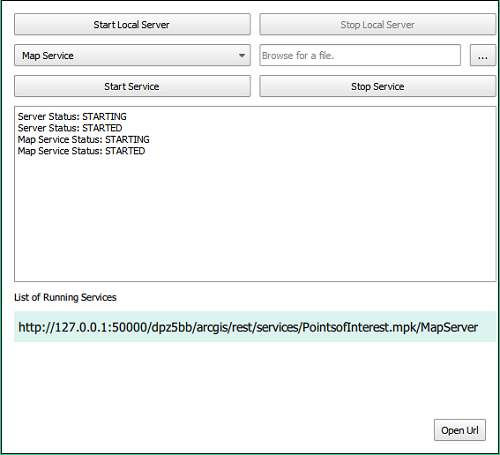 Start Local Server
Stop Local Server
Map Service
Browse for a file.
...
Start Service
Stop Service
Server Status: STARTING
Server Status: STARTED
Map Service Status: STARTING
Map Service Status: STARTED
List of Running Services
http://127.0.0.1:50000/dpz5bb/arcgis/rest/services/PointsofInterest.mpk/MapServer
Open Url